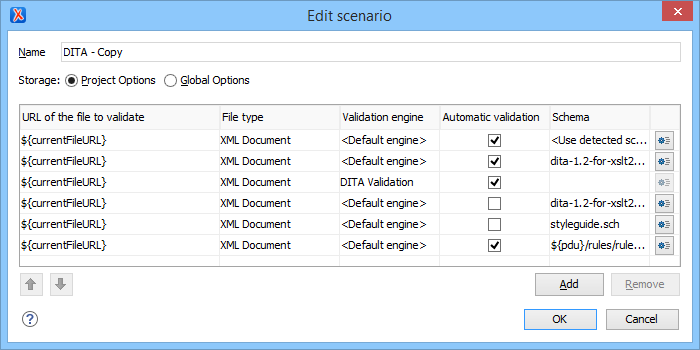 Edit scenario
Name DITA - Copy
Storage: Project Options Global Options
URL of the file to validate File type Validation engine Automatic validation Schema
${currentFileURL} XML Document <Default engine> <Use detected sc...
${currentFileURL} XML Document <Default engine> dita-1.2-for-xslt2...
${currentFileURL} XML Document DITA Validation
${currentFileURL} XML Document <Default engine> dita-1.2-for-xslt2...
${currentFileURL} XML Document <Default engine> styleguide.sch
${currentFileURL} XML Document <Default engine> ${pdu}/rules/rule...
Add Remove
? OK Cancel